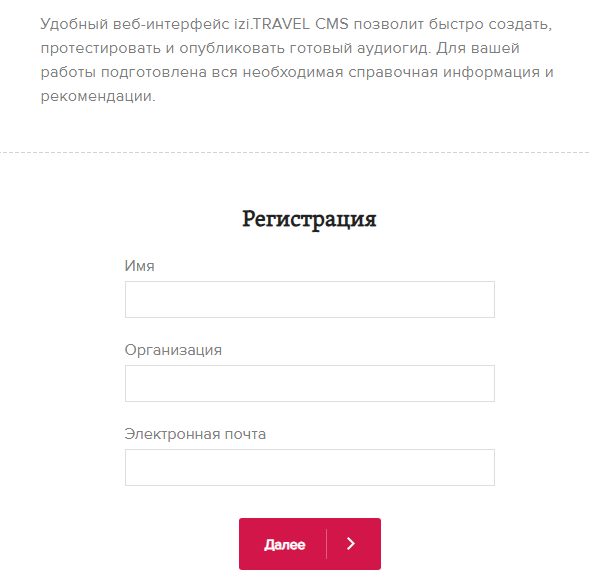 Удобный веб-интерфейс izi.TRAVEL CMS позволит быстро создать,
протестировать и опубликовать готовый аудиогид. Для вашей
работы подготовлена вся необходимая справочная информация и
рекомендации.
Регистрация
Имя
Организация
Электронная почта
Далее